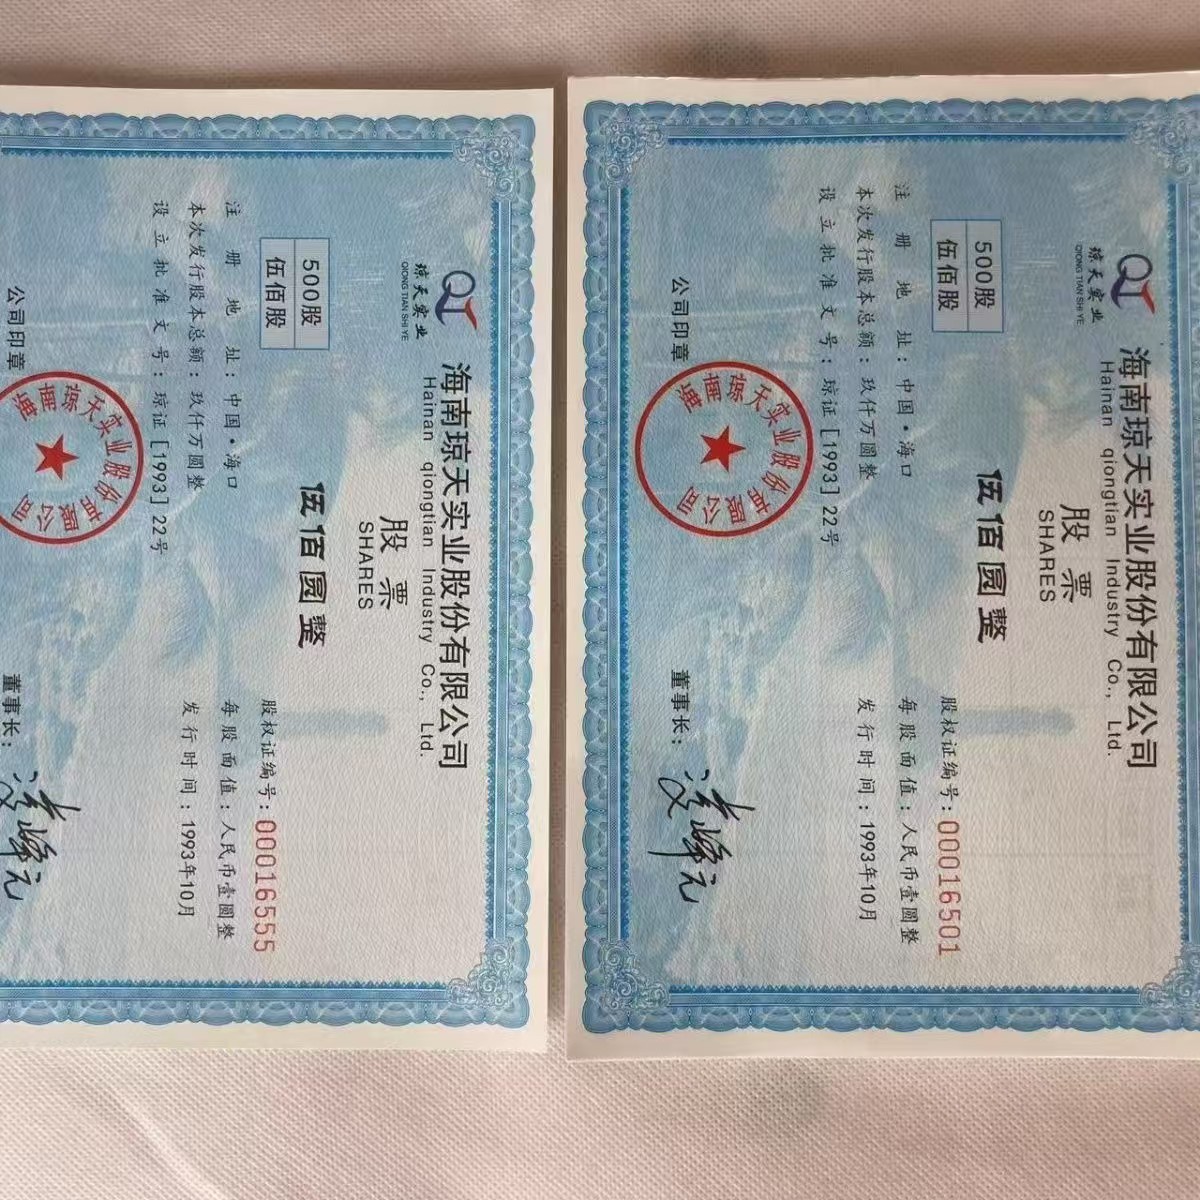 琼天实业
QIONG TIAN SHI YE
海南琼天实业股份有限公司
Hainan qiongtian Industry Co., Ltd.
股票
SHARES
500股
伍佰股
伍佰圆整
注册地址：中国·海口
本次发行股本总额：玖仟万圆整
设立批准文号：琼证［1993］22号
股权证编号：00016501
每股面值：人民币壹圆整
发行时间：1993年10月
公司印章
海南琼天实业股份有限公司
董事长：
琼天实业
QIONG TIAN SHI YE
海南琼天实业股份有限公司
Hainan qiongtian Industry Co., Ltd.
股票
SHARES
500股
伍佰股
伍佰圆整
注册地址：中国·海口
本次发行股本总额：玖仟万圆整
设立批准文号：琼证［1993］22号
股权证编号：00016555
每股面值：人民币壹圆整
发行时间：1993年10月
公司印章
海南琼天实业股份有限公司
董事长：